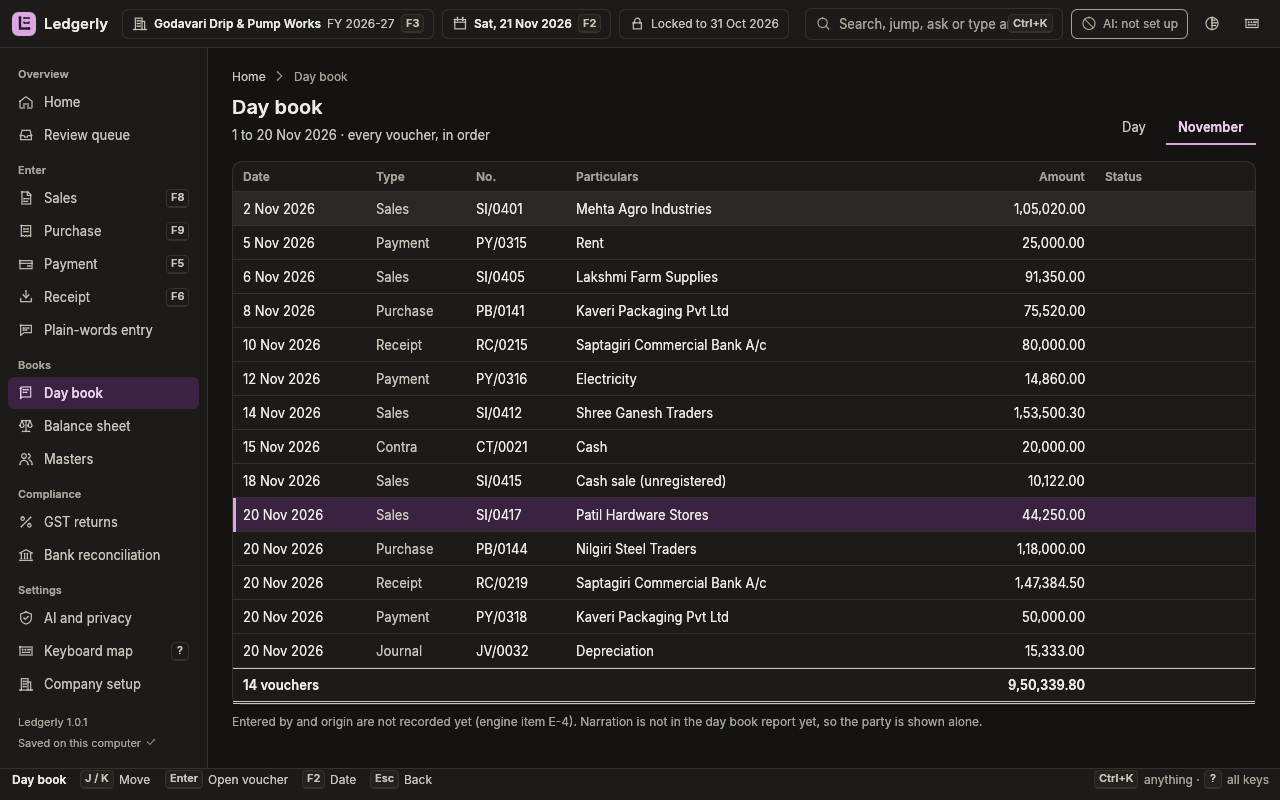 Ledgerly
Godavari Drip & Pump Works FY 2026-27 F3
Sat, 21 Nov 2026 F2
Locked to 31 Oct 2026
Search, jump, ask or type a Ctrl+K
AI: not set up
Overview
Home
Review queue
Enter
Sales F8
Purchase F9
Payment F5
Receipt F6
Plain-words entry
Books
Day book
Balance sheet
Masters
Compliance
GST returns
Bank reconciliation
Settings
AI and privacy
Keyboard map ?
Company setup
Ledgerly 1.0.1
Saved on this computer
Home > Day book
Day book
1 to 20 Nov 2026 · every voucher, in order
Day November
Date Type No. Particulars Amount Status
2 Nov 2026 Sales SI/0401 Mehta Agro Industries 1,05,020.00
5 Nov 2026 Payment PY/0315 Rent 25,000.00
6 Nov 2026 Sales SI/0405 Lakshmi Farm Supplies 91,350.00
8 Nov 2026 Purchase PB/0141 Kaveri Packaging Pvt Ltd 75,520.00
10 Nov 2026 Receipt RC/0215 Saptagiri Commercial Bank A/c 80,000.00
12 Nov 2026 Payment PY/0316 Electricity 14,860.00
14 Nov 2026 Sales SI/0412 Shree Ganesh Traders 1,53,500.30
15 Nov 2026 Contra CT/0021 Cash 20,000.00
18 Nov 2026 Sales SI/0415 Cash sale (unregistered) 10,122.00
20 Nov 2026 Sales SI/0417 Patil Hardware Stores 44,250.00
20 Nov 2026 Purchase PB/0144 Nilgiri Steel Traders 1,18,000.00
20 Nov 2026 Receipt RC/0219 Saptagiri Commercial Bank A/c 1,47,384.50
20 Nov 2026 Payment PY/0318 Kaveri Packaging Pvt Ltd 50,000.00
20 Nov 2026 Journal JV/0032 Depreciation 15,333.00
14 vouchers 9,50,339.80
Entered by and origin are not recorded yet (engine item E-4). Narration is not in the day book report yet, so the party is shown alone.
Day book J / K Move Enter Open voucher F2 Date Esc Back Ctrl+K anything · ? all keys